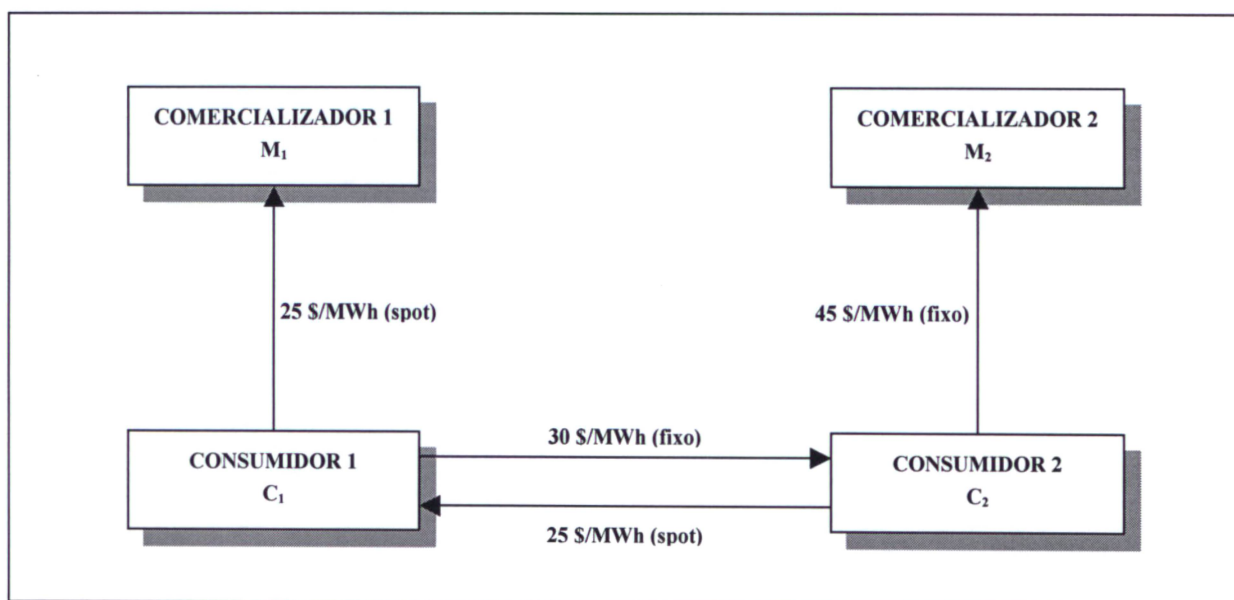 COMERCIALIZADOR 1
M₁
COMERCIALIZADOR 2
M₂
25 $/MWh (spot)
45 $/MWh (fixo)
30 $/MWh (fixo)
CONSUMIDOR 1
C₁
CONSUMIDOR 2
C₂
25 $/MWh (spot)